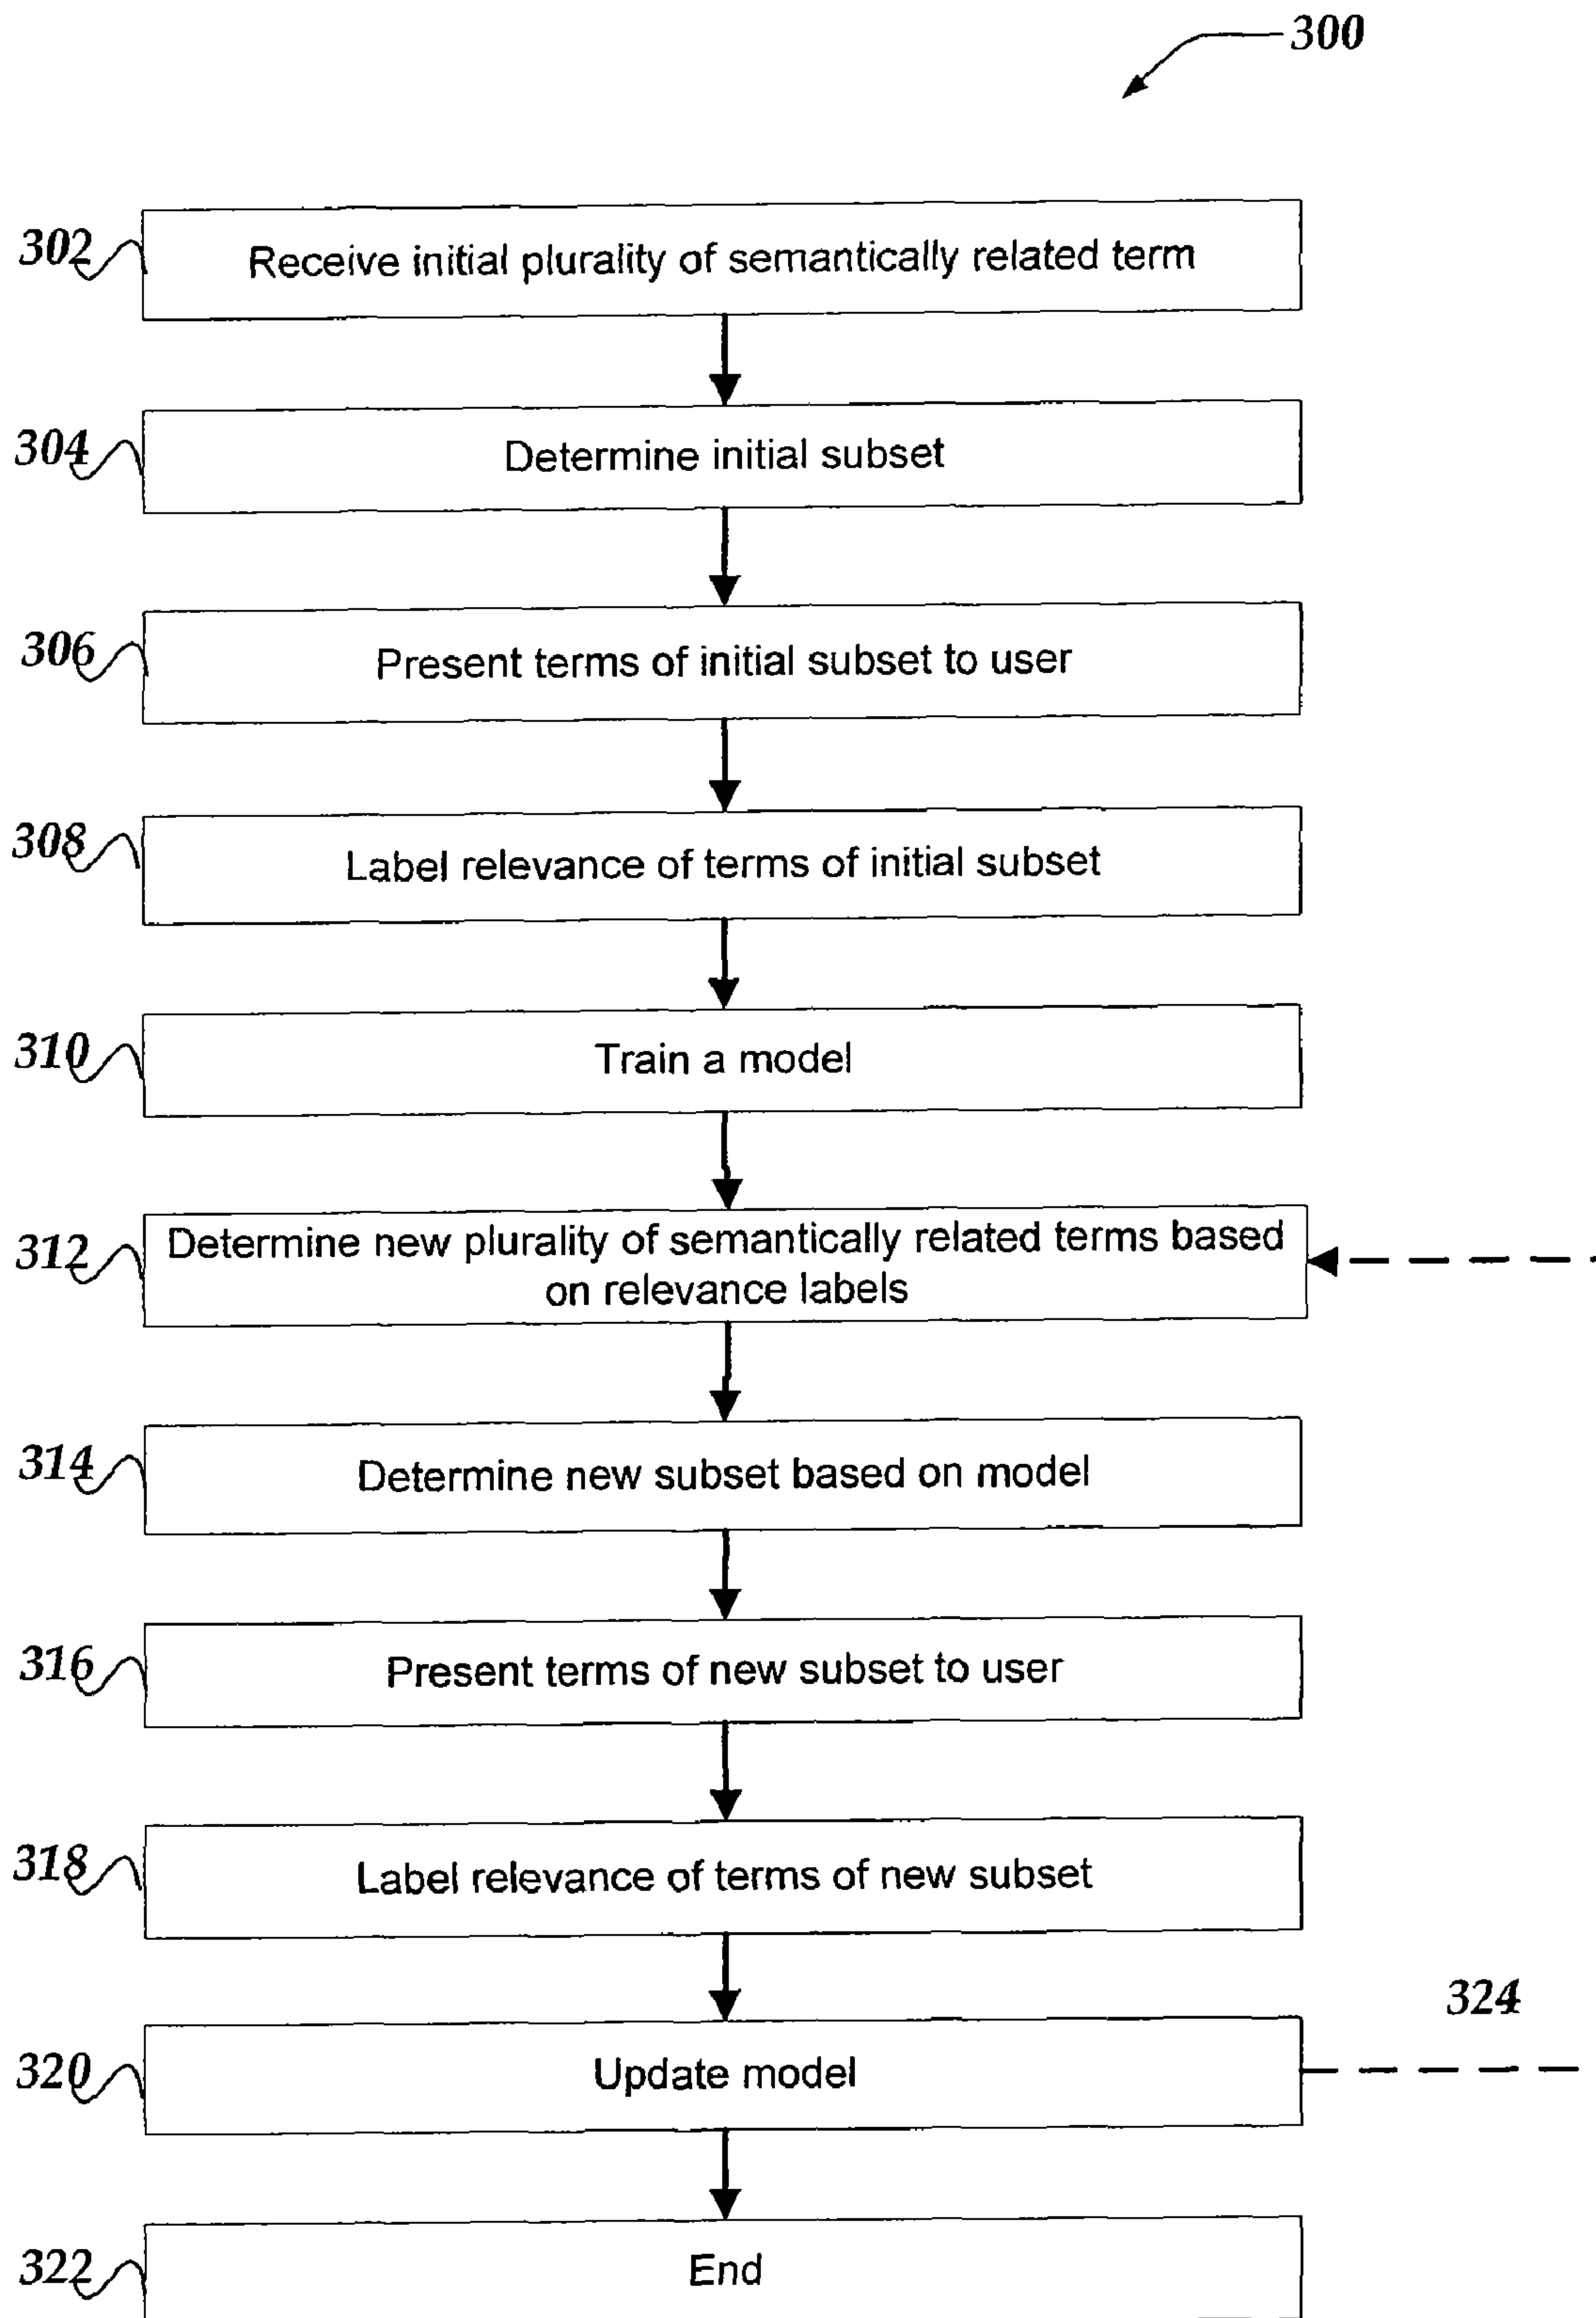 300
302
Receive initial plurality of semantically related term
304
Determine initial subset
306
Present terms of initial subset to user
308
Label relevance of terms of initial subset
310
Train a model
312
Determine new plurality of semantically related terms based
on relevance labels
314
Determine new subset based on model
316
Present terms of new subset to user
318
Label relevance of terms of new subset
324
320
Update model
322
End